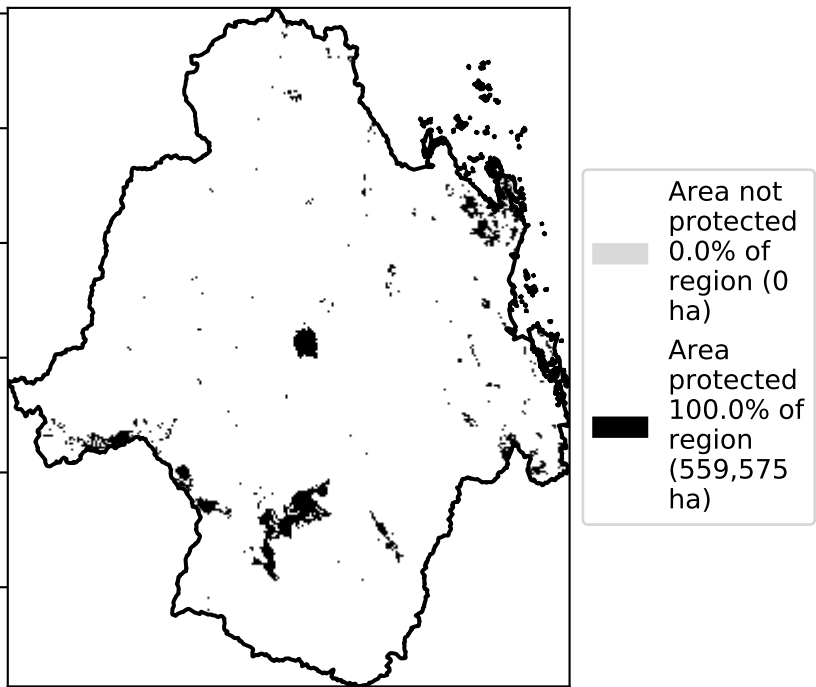 Area not
protected
0.0% of
region (0
ha)
Area
protected
100.0% of
region
(559,575
ha)